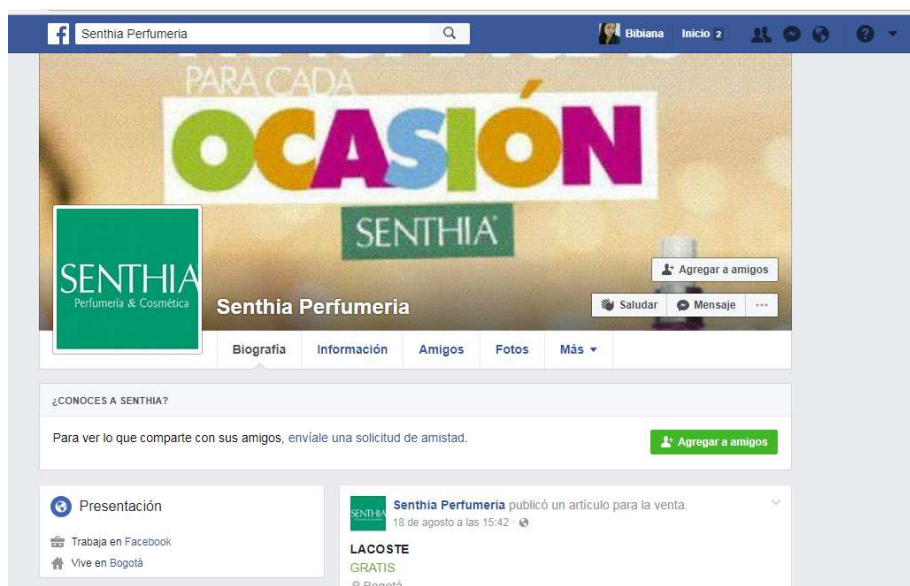 Senthia Perfumeria
Bibiana Inicio 2
PARA CADA
OCASIÓN
SENTHIA®
SENTHIA
Perfumería & Cosmética
Senthia Perfumeria
Agregar a amigos
Saludar Mensaje ...
Biografía Información Amigos Fotos Más
¿CONOCES A SENTHIA?
Para ver lo que comparte con sus amigos, envíale una solicitud de amistad.
Agregar a amigos
Presentación
Trabaja en Facebook
Vive en Bogotá
SENTHIA
Senthia Perfumeria publicó un artículo para la venta.
18 de agosto a las 15:42 ·
LACOSTE
GRATIS
Bogotá